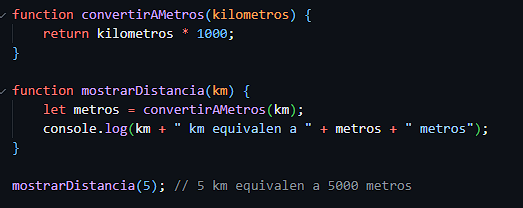 function convertirAMetros(kilometros) {
    return kilometros * 1000;
}
function mostrarDistancia(km) {
    let metros = convertirAMetros(km);
    console.log(km + " km equivalen a " + metros + " metros");
}
mostrarDistancia(5); // 5 km equivalen a 5000 metros